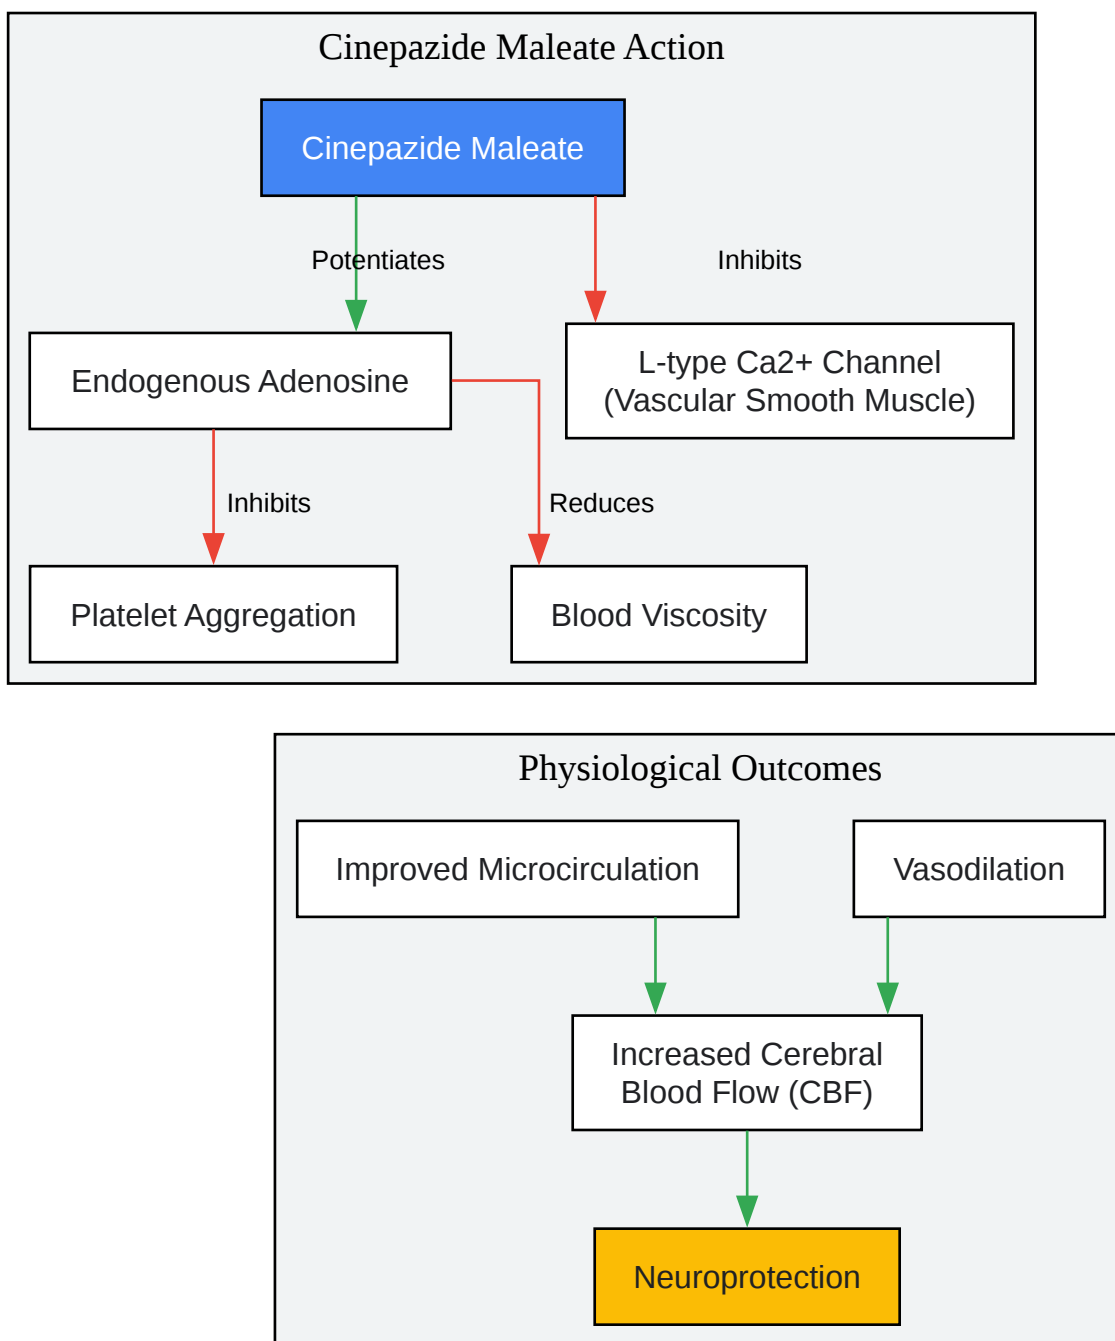 Cinepazide Maleate Action
Cinepazide Maleate
Potentiates
Inhibits
Endogenous Adenosine
L-type Ca2+ Channel
(Vascular Smooth Muscle)
Inhibits
Reduces
Platelet Aggregation
Blood Viscosity
Physiological Outcomes
Improved Microcirculation
Vasodilation
Increased Cerebral
Blood Flow (CBF)
Neuroprotection